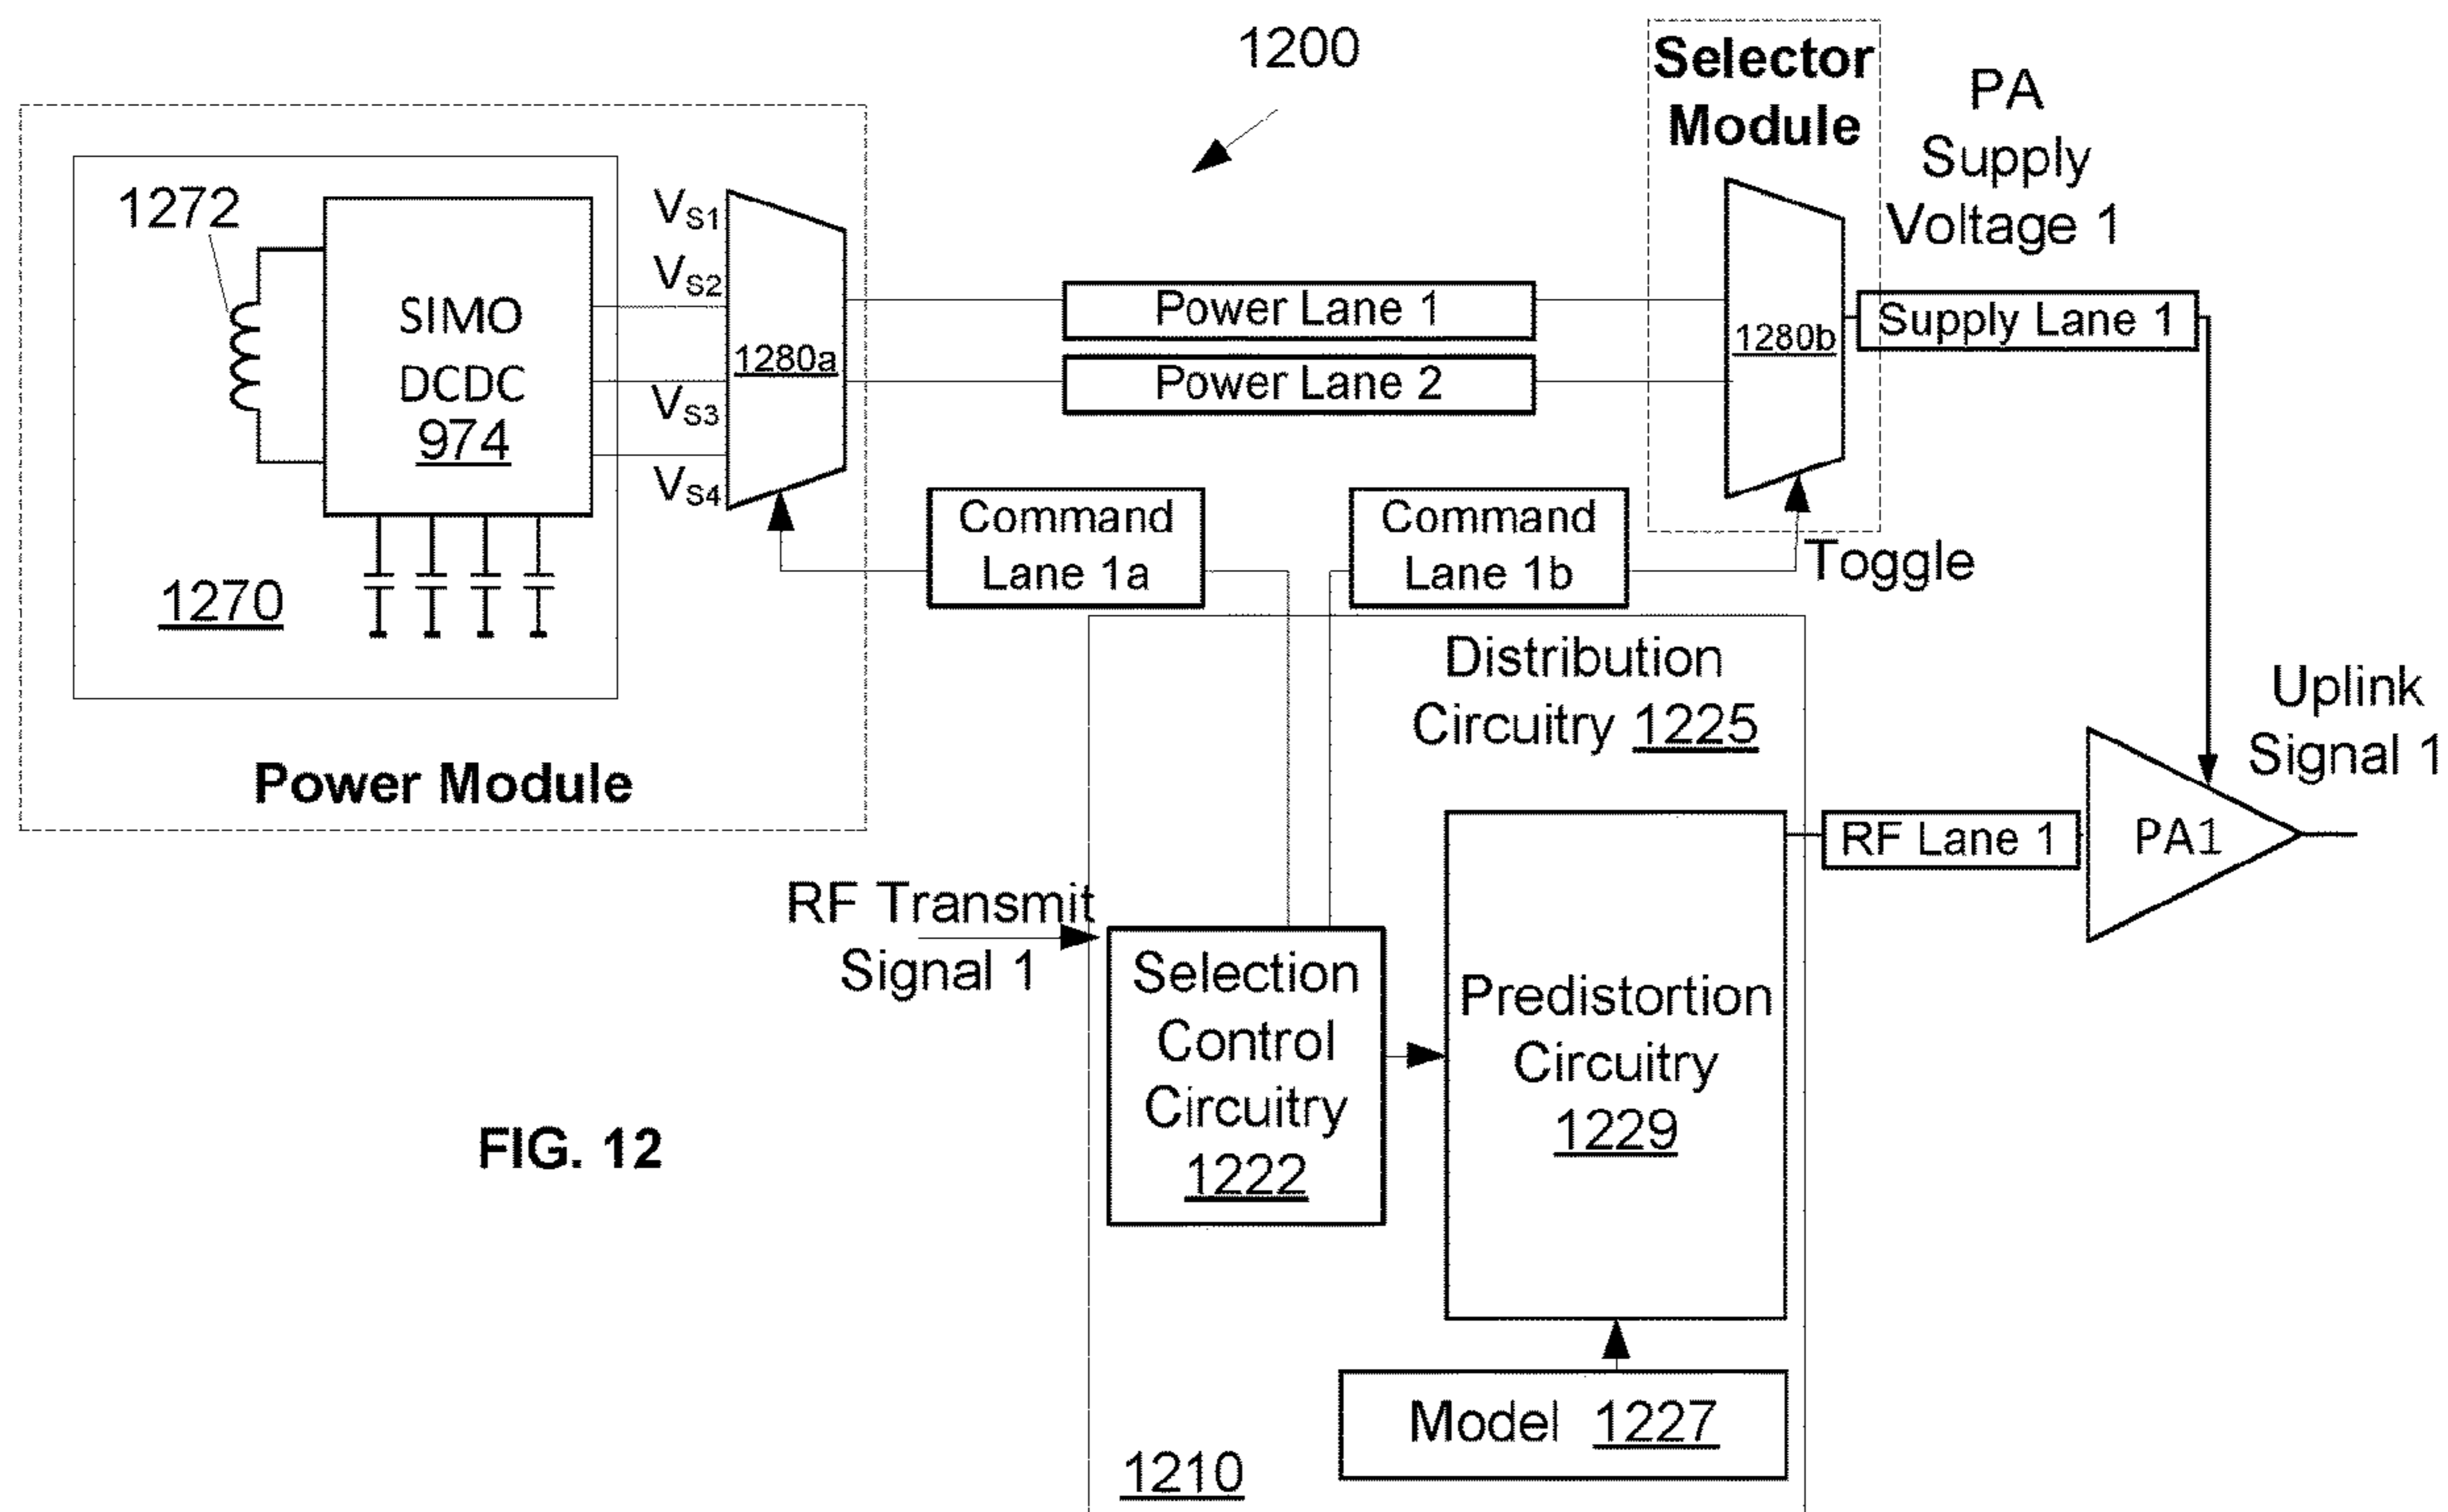 1200
Selector
Module
PA
Supply
Voltage 1
1272
SIMO
DCDC
974
VS1
VS2
VS3
VS4
1280a
Power Lane 1
Power Lane 2
1280b
Supply Lane 1
Command
Lane 1a
Command
Lane 1b
Toggle
1270
Power Module
Distribution
Circuitry 1225
Uplink
Signal 1
RF Transmit
Signal 1
Selection
Control
Circuitry
1222
Predistortion
Circuitry
1229
RF Lane 1
PA1
FIG. 12
Model 1227
1210